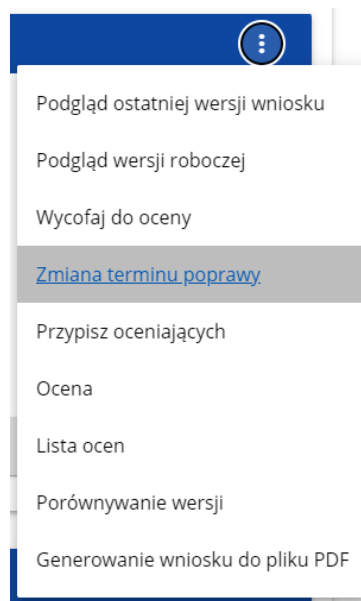 Podgląd ostatniej wersji wniosku
Podgląd wersji roboczej
Wycofaj do oceny
Zmiana terminu poprawy
Przypisz oceniających
Ocena
Lista ocen
Porównywanie wersji
Generowanie wniosku do pliku PDF